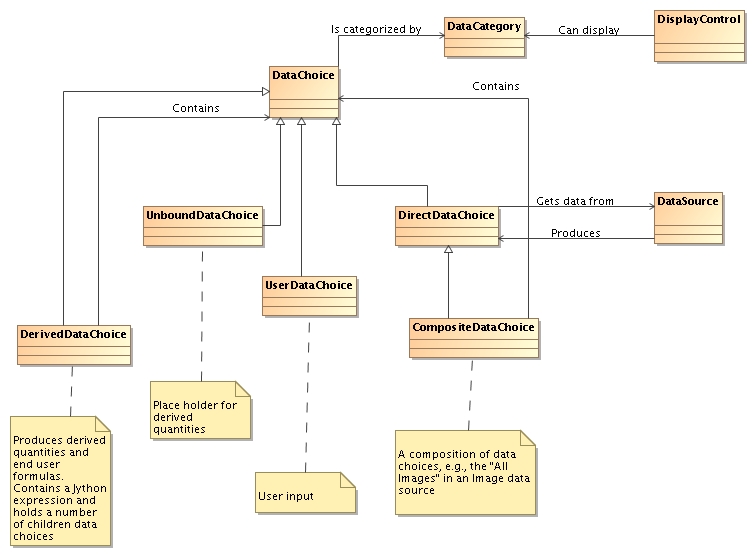 DisplayControl
Is categorized by
DataCategory
Can display
DataChoice
Contains
Contains
UnboundDataChoice
DirectDataChoice
Gets data from
DataSource
Produces
UserDataChoice
DerivedDataChoice
CompositeDataChoice
Place holder for
derived
quantities
Produces derived
quantities and
end user
formulas.
Contains a Jython
expression and
holds a number
of children data
choices
User input
A composition of data
choices, e.g., the "All
Images" in an Image data
source